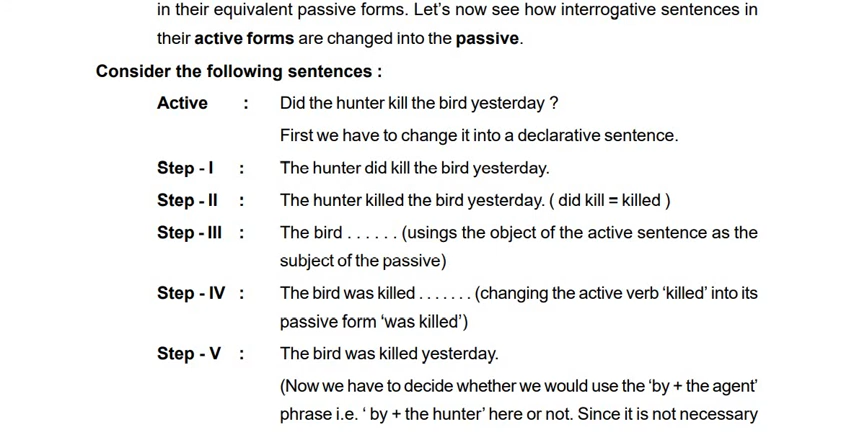 in their equivalent passive forms. Let's now see how interrogative sentences in
their active forms are changed into the passive.
Consider the following sentences :
Active : Did the hunter kill the bird yesterday ?
First we have to change it into a declarative sentence.
Step - I : The hunter did kill the bird yesterday.
Step - II : The hunter killed the bird yesterday. ( did kill = killed )
Step - III : The bird . . . . . . (usings the object of the active sentence as the
subject of the passive)
Step - IV : The bird was killed . . . . . . . (changing the active verb ‘killed’ into its
passive form ‘was killed’)
Step - V : The bird was killed yesterday.
(Now we have to decide whether we would use the ‘by + the agent’
phrase i.e. ‘ by + the hunter’ here or not. Since it is not necessary